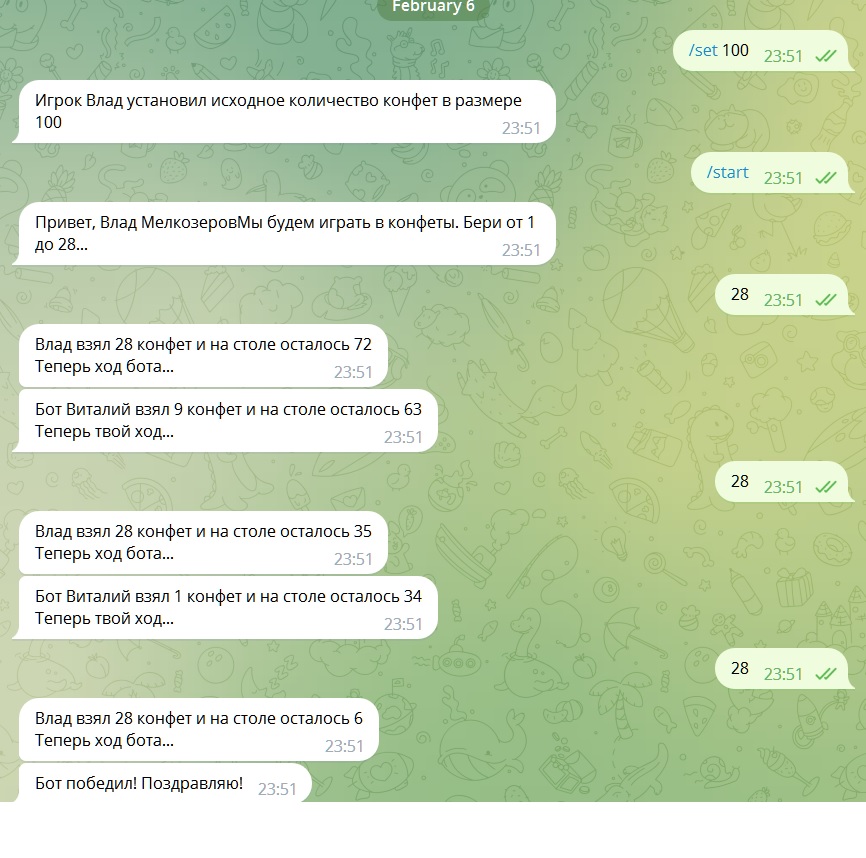 February 6
/set 100 23:51
Игрок Влад установил исходное количество конфет в размере
100
23:51
/start 23:51
Привет, Влад МелкозеровМы будем играть в конфеты. Бери от 1
до 28...
23:51
28 23:51
Влад взял 28 конфет и на столе осталось 72
Теперь ход бота...
23:51
Бот Виталий взял 9 конфет и на столе осталось 63
Теперь твой ход...
23:51
28 23:51
Влад взял 28 конфет и на столе осталось 35
Теперь ход бота...
23:51
Бот Виталий взял 1 конфет и на столе осталось 34
Теперь твой ход...
23:51
28 23:51
Влад взял 28 конфет и на столе осталось 6
Теперь ход бота...
23:51
Бот победил! Поздравляю! 23:51